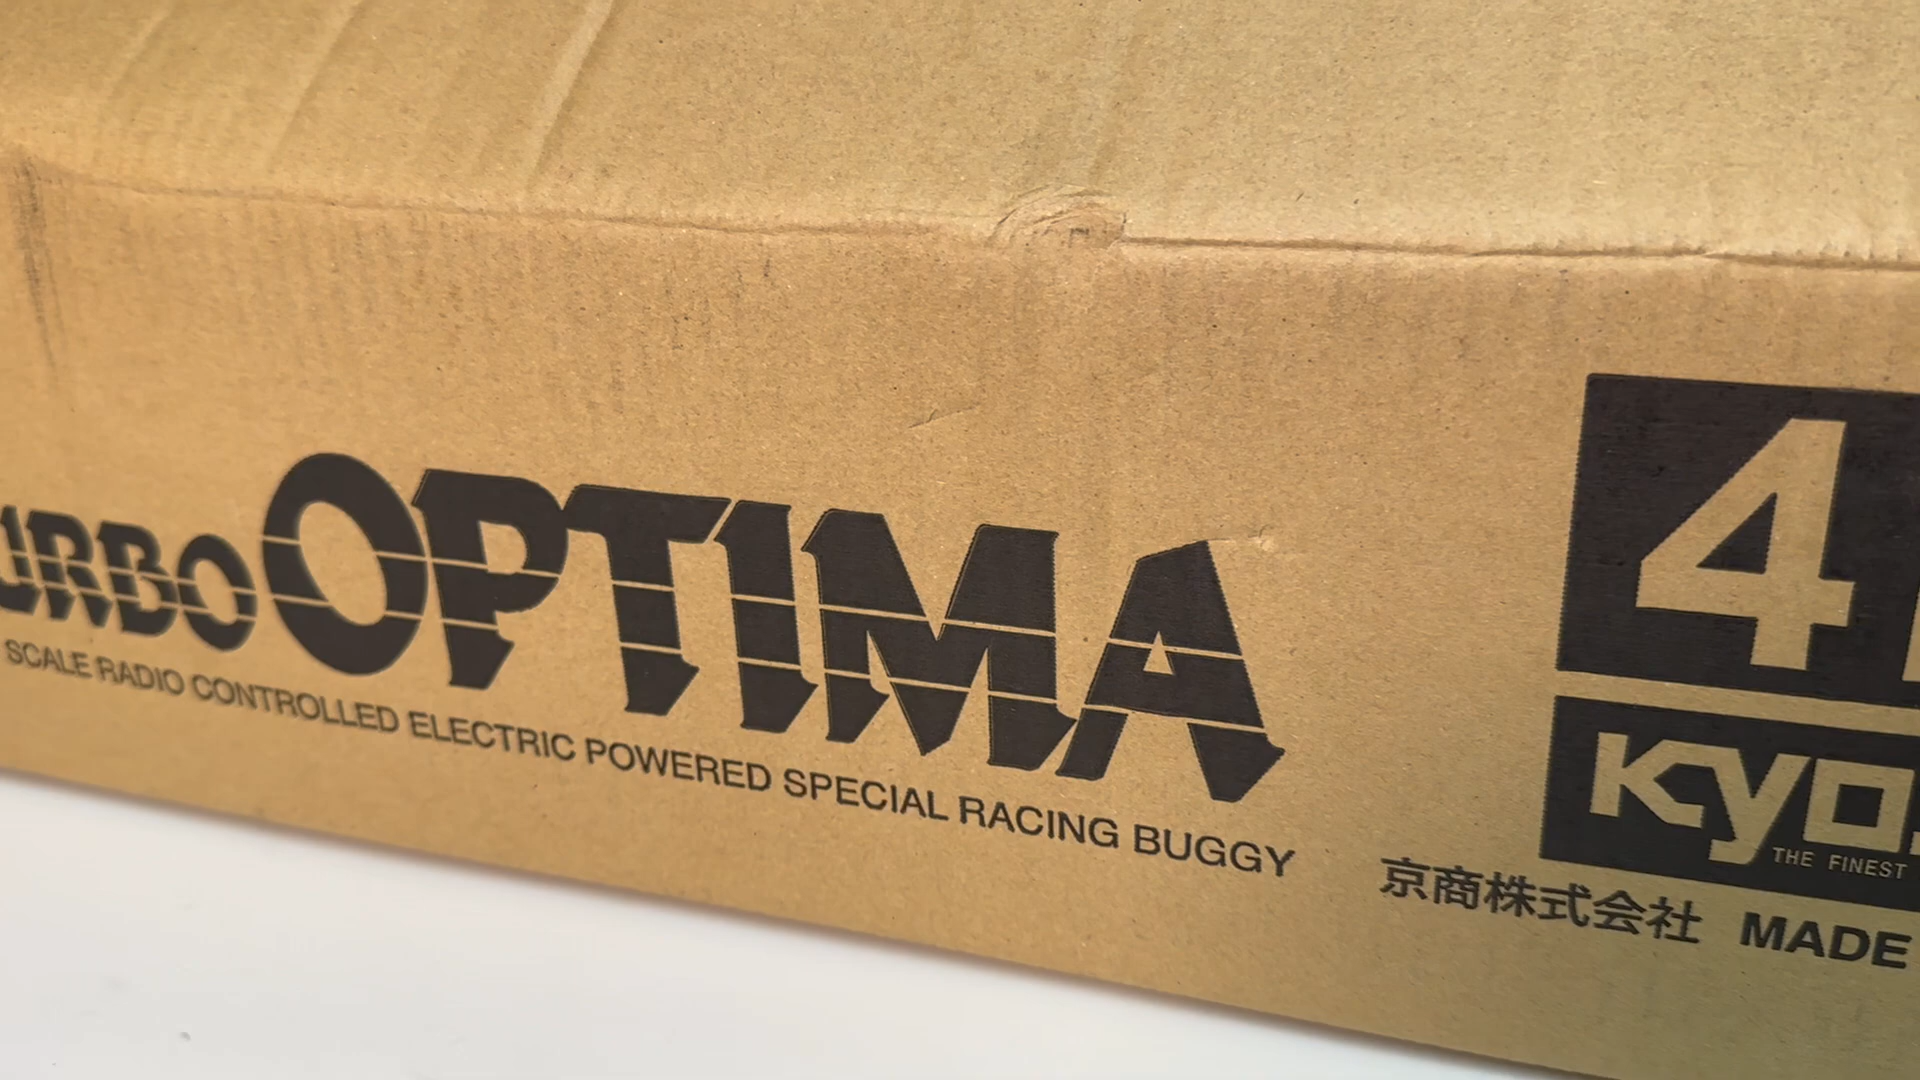 OPTIMA
SCALE RADIO CONTROLLED ELECTRIC POWERED SPECIAL RACING BUGGY
4
THE FINEST
京商株式会社 MADE